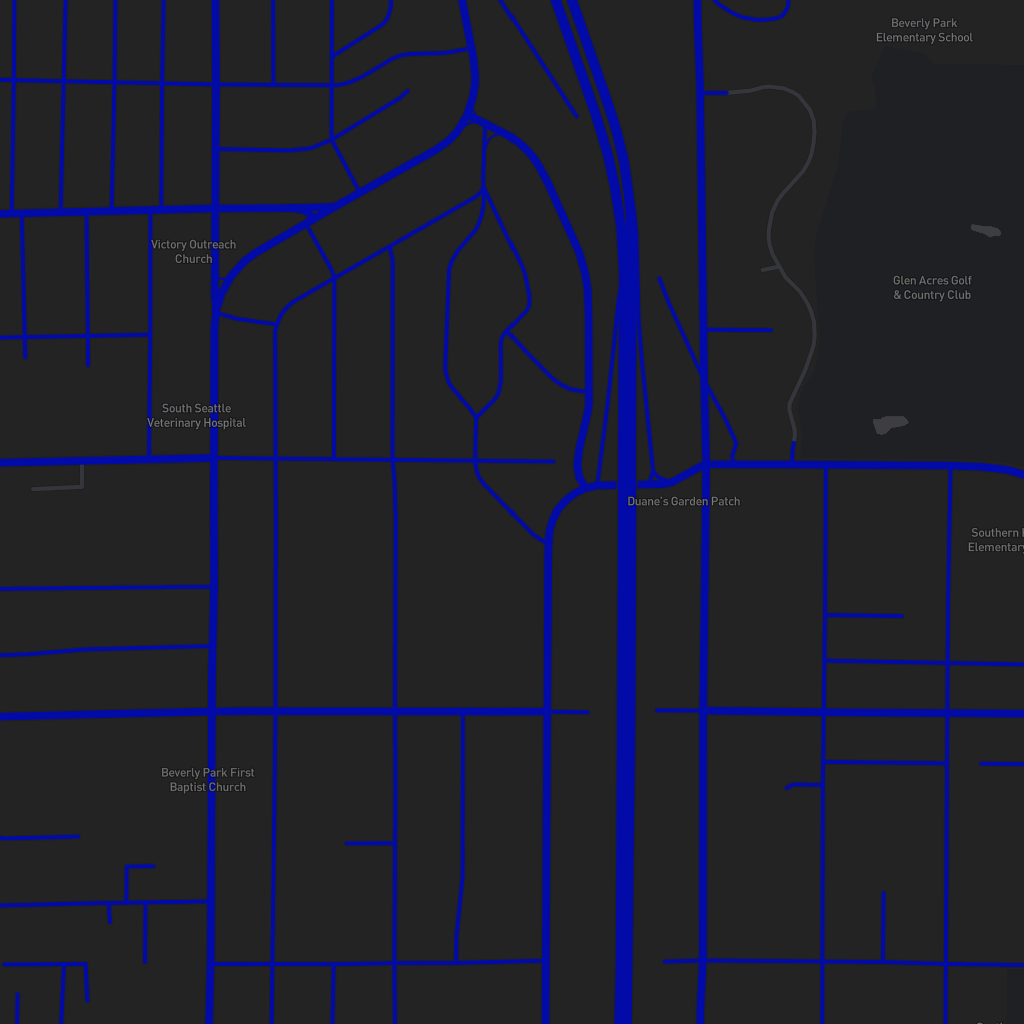 Beverly Park
Elementary School
Victory Outreach
Church
Glen Acres Golf
& Country Club
South Seattle
Veterinary Hospital
Duane's Garden Patch
Southern
Elementary
Beverly Park First
Baptist Church